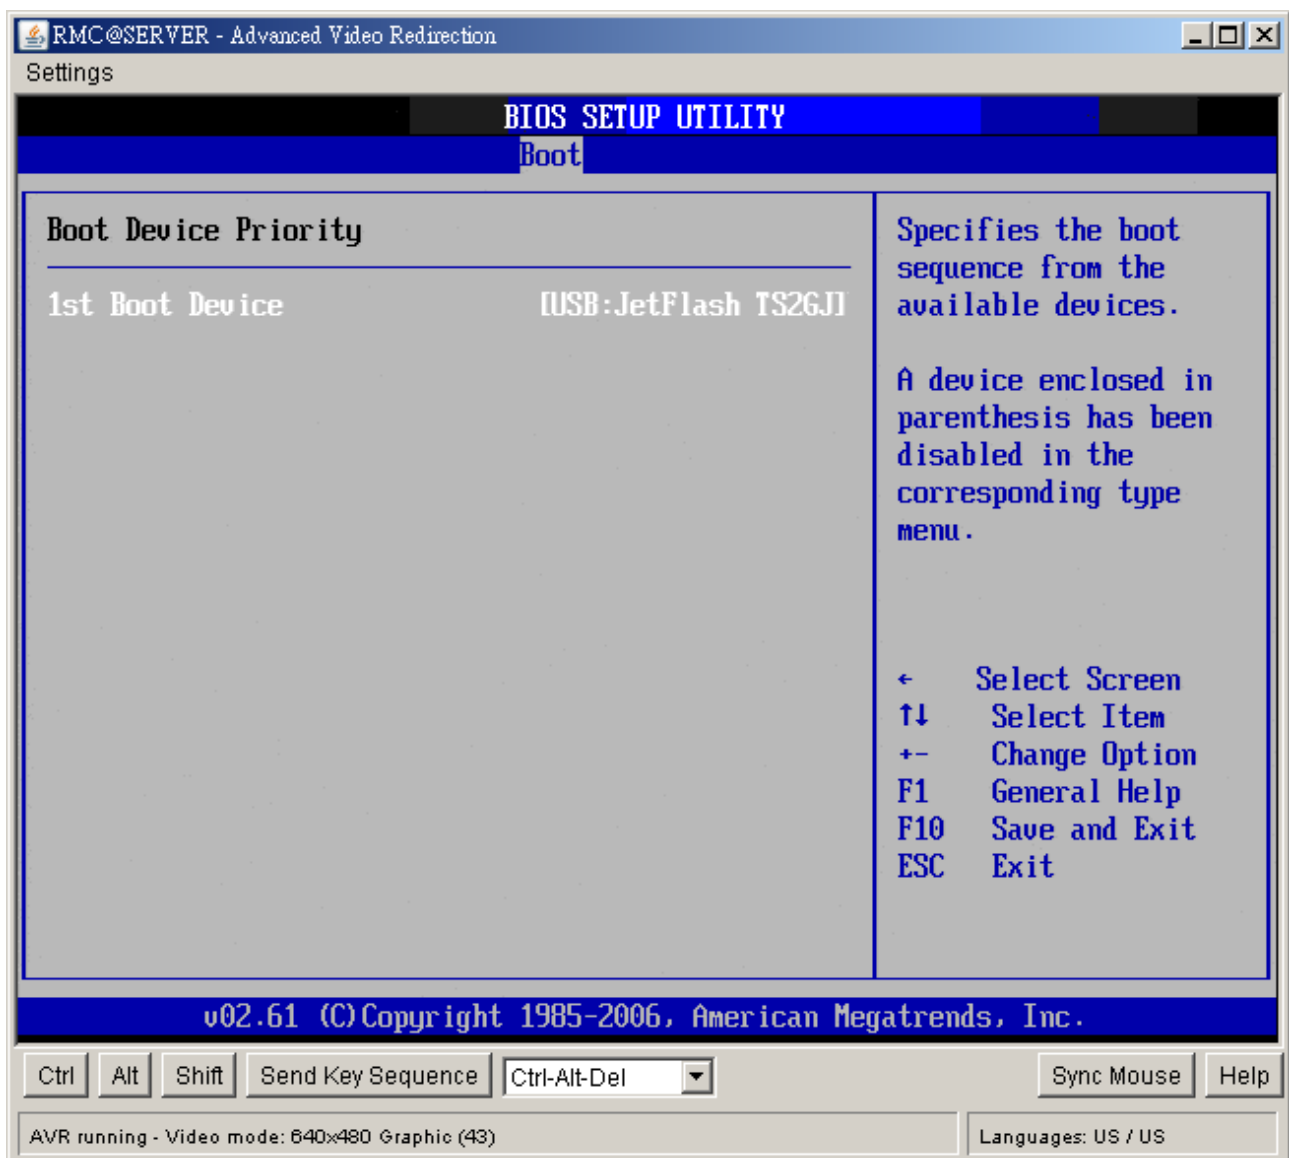 RMC@SERVER - Advanced Video Redirection
Settings
BIOS SETUP UTILITY
Boot
Boot Device Priority
1st Boot Device [USB:JetFlash TS2GJ]
Specifies the boot
sequence from the
available devices.
A device enclosed in
parenthesis has been
disabled in the
corresponding type
menu.
← Select Screen
↑↓ Select Item
+- Change Option
F1 General Help
F10 Save and Exit
ESC Exit
v02.61 (C)Copyright 1985-2006, American Megatrends, Inc.
Ctrl Alt Shift Send Key Sequence Ctrl-Alt-Del Sync Mouse Help
AVR running - Video mode: 640x480 Graphic (43) Languages: US / US